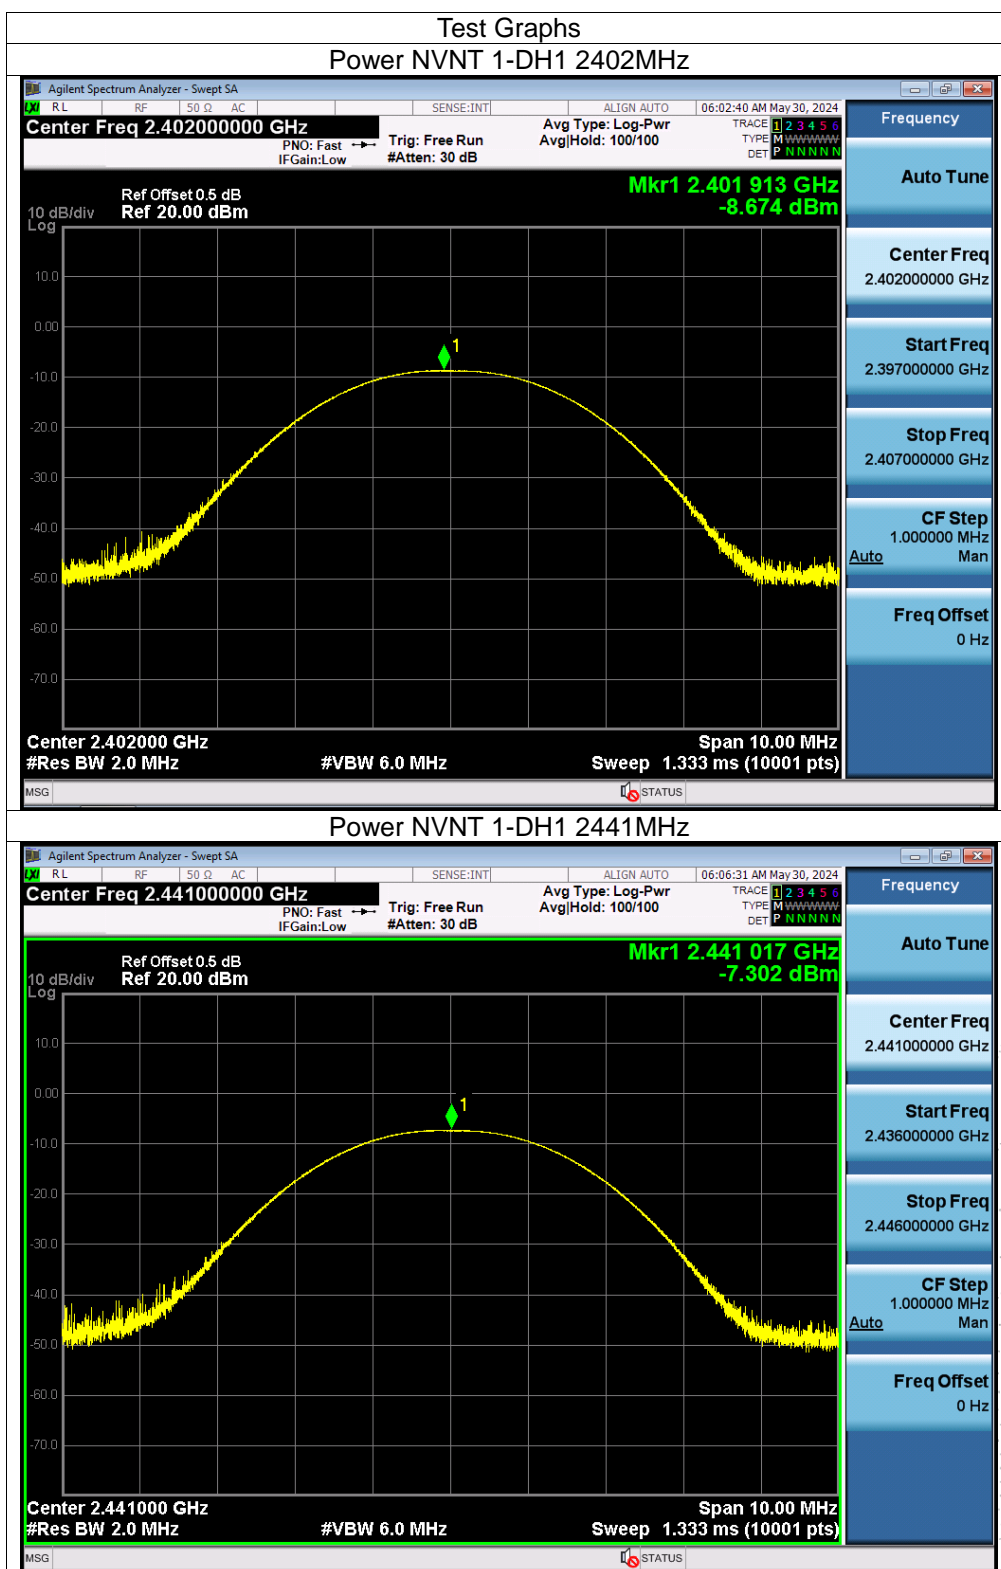 Test Graphs
Power NVNT 1-DH1 2402MHz
Agilent Spectrum Analyzer - Swept SA
LXI RL RF 50 Ω AC SENSE:INT ALIGN AUTO 06:02:40 AM May 30, 2024
Center Freq 2.402000000 GHz
PNO: Fast
IFGain:Low
Trig: Free Run
#Atten: 30 dB
Avg Type: Log-Pwr
Avg|Hold: 100/100
TRACE 1 2 3 4 5 6
TYPE M WWWWW
DET P N N N N N
Frequency
Auto Tune
Center Freq
2.402000000 GHz
Start Freq
2.397000000 GHz
Stop Freq
2.407000000 GHz
CF Step
1.000000 MHz
Auto Man
Freq Offset
0 Hz
Mkr1 2.401 913 GHz
-8.674 dBm
Ref Offset 0.5 dB
10 dB/div Ref 20.00 dBm
Log
10.0
0.00
1
-10.0
-20.0
-30.0
-40.0
-50.0
-60.0
-70.0
Center 2.402000 GHz Span 10.00 MHz
#Res BW 2.0 MHz #VBW 6.0 MHz Sweep 1.333 ms (10001 pts)
MSG STATUS
Power NVNT 1-DH1 2441MHz
Agilent Spectrum Analyzer - Swept SA
LXI RL RF 50 Ω AC SENSE:INT ALIGN AUTO 06:06:31 AM May 30, 2024
Center Freq 2.441000000 GHz
PNO: Fast
IFGain:Low
Trig: Free Run
#Atten: 30 dB
Avg Type: Log-Pwr
Avg|Hold: 100/100
TRACE 1 2 3 4 5 6
TYPE M WWWWW
DET P N N N N N
Frequency
Auto Tune
Center Freq
2.441000000 GHz
Start Freq
2.436000000 GHz
Stop Freq
2.446000000 GHz
CF Step
1.000000 MHz
Auto Man
Freq Offset
0 Hz
Mkr1 2.441 017 GHz
-7.302 dBm
Ref Offset 0.5 dB
10 dB/div Ref 20.00 dBm
Log
10.0
0.00
1
-10.0
-20.0
-30.0
-40.0
-50.0
-60.0
-70.0
Center 2.441000 GHz Span 10.00 MHz
#Res BW 2.0 MHz #VBW 6.0 MHz Sweep 1.333 ms (10001 pts)
MSG STATUS